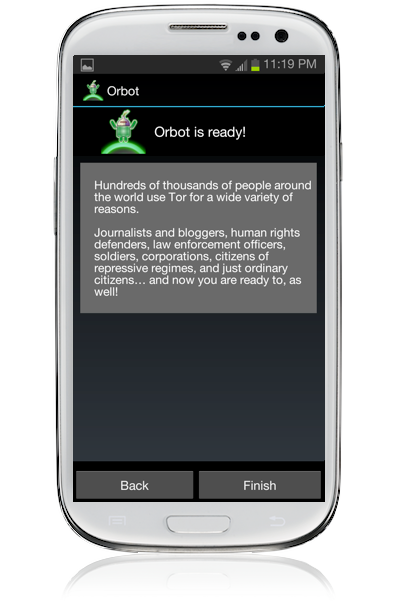 11:19 PM
Orbot
Orbot is ready!
Hundreds of thousands of people around
the world use Tor for a wide variety of
reasons.
Journalists and bloggers, human rights
defenders, law enforcement officers,
soldiers, corporations, citizens of
repressive regimes, and just ordinary
citizens... and now you are ready to, as
well!
Back
Finish